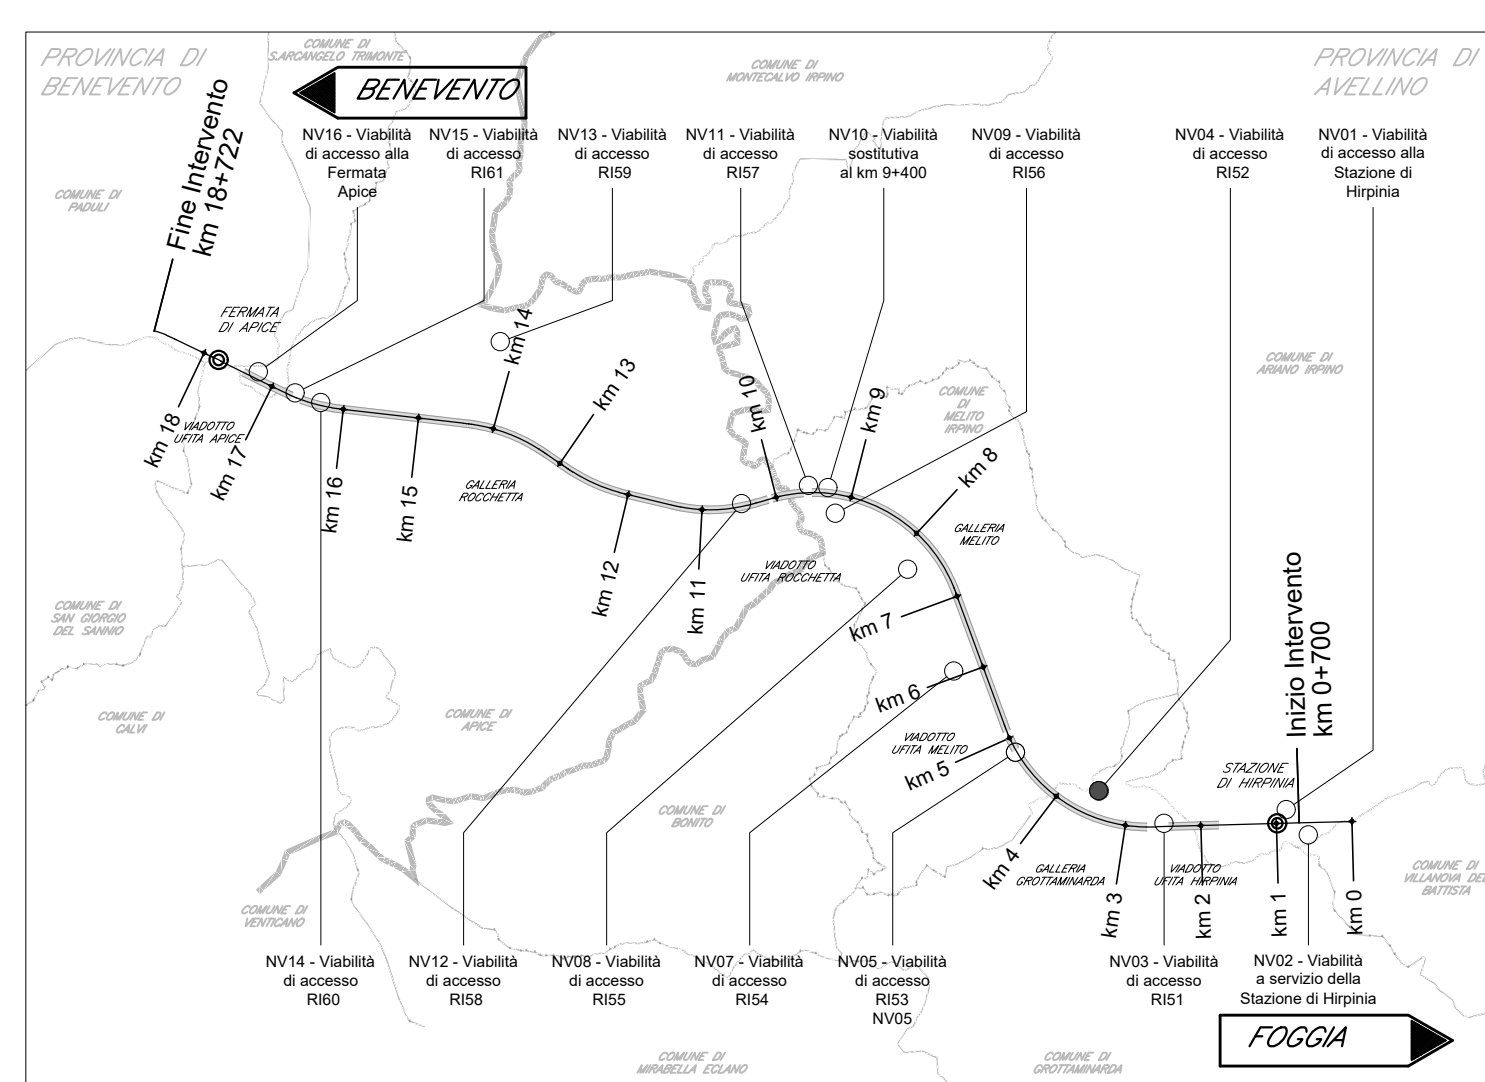 PROVINCIA DI
BENEVENTO
COMUNE DI
S.ARCANGELO TRIMONTE
BENEVENTO
COMUNE DI
MONTECALVO IRPINO
PROVINCIA DI
AVELLINO
Fine Intervento
km 18+722
NV16 - Viabilità
di accesso alla
Fermata
Apice
NV15 - Viabilità
di accesso
RI61
NV13 - Viabilità
di accesso
RI59
NV11 - Viabilità
di accesso
RI57
NV10 - Viabilità
sostitutiva
al km 9+400
NV09 - Viabilità
di accesso
RI56
NV04 - Viabilità
di accesso
RI52
NV01 - Viabilità
di accesso alla
Stazione di
Hirpinia
COMUNE DI
PADULI
FERMATA
DI APICE
km 14
km 13
km 10
km 9
COMUNE DI
ARIANO IRPINO
COMUNE
DI
MELITO
IRPINO
km 18
VIADOTTO
UFITA APICE
km 17
km 16
km 15
GALLERIA
ROCCHETTA
km 8
GALLERIA
MELITO
km 12
km 11
VIADOTTO
UFITA ROCCHETTA
km 7
COMUNE DI
SAN GIORGIO
DEL SANNIO
Inizio Intervento
km 0+700
km 6
COMUNE DI
CALVI
COMUNE DI
APICE
VIADOTTO
UFITA MELITO
km 5
STAZIONE
DI HIRPINIA
COMUNE DI
BONITO
km 4
GALLERIA
GROTTAMINARDA
VIADOTTO
UFITA HIRPINIA
km 3
km 2
km 1
km 0
COMUNE DI
VILLANOVA DEL
BATTISTA
COMUNE DI
VENTICANO
NV14 - Viabilità
di accesso
RI60
NV12 - Viabilità
di accesso
RI58
NV08 - Viabilità
di accesso
RI55
NV07 - Viabilità
di accesso
RI54
NV05 - Viabilità
di accesso
RI53
NV05
NV03 - Viabilità
di accesso
RI51
NV02 - Viabilità
a servizio della
Stazione di Hirpinia
FOGGIA
COMUNE DI
MIRABELLA ECLANO
COMUNE DI
GROTTAMINARDA